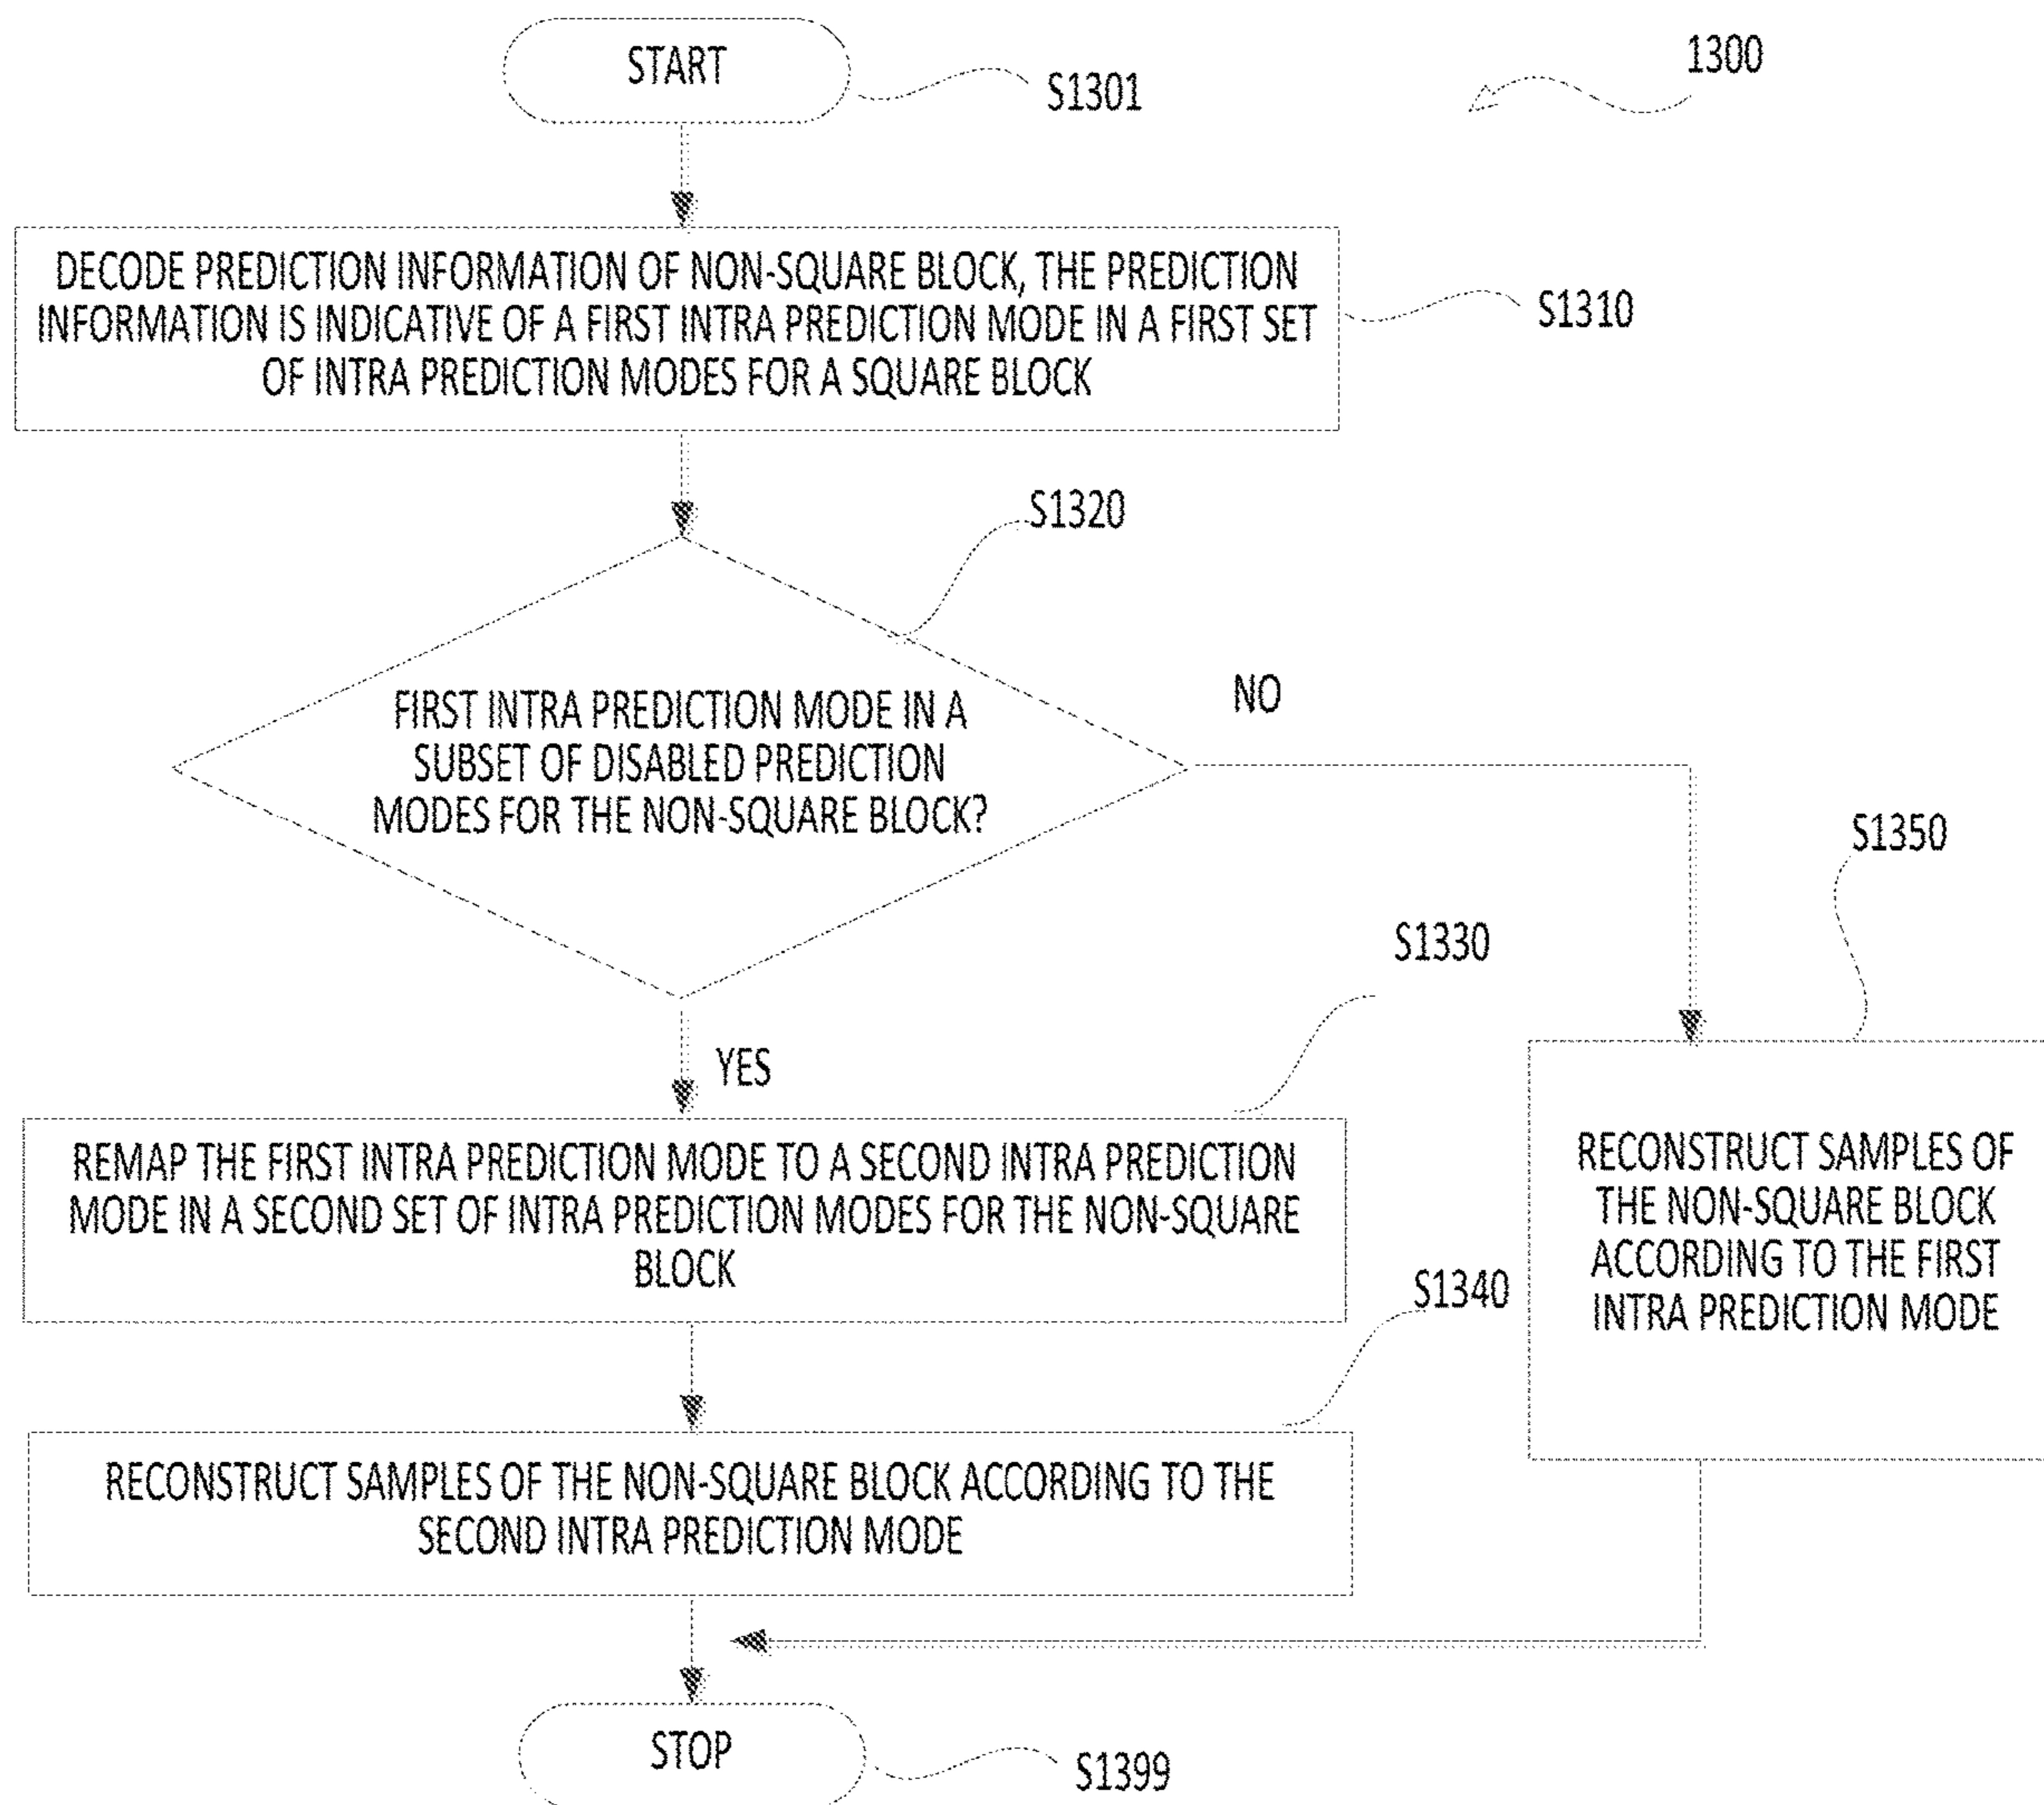 START
S1301
1300
DECODE PREDICTION INFORMATION OF NON-SQUARE BLOCK, THE PREDICTION
INFORMATION IS INDICATIVE OF A FIRST INTRA PREDICTION MODE IN A FIRST SET
OF INTRA PREDICTION MODES FOR A SQUARE BLOCK
S1310
S1320
FIRST INTRA PREDICTION MODE IN A
SUBSET OF DISABLED PREDICTION
MODES FOR THE NON-SQUARE BLOCK?
NO
YES
S1330
REMAP THE FIRST INTRA PREDICTION MODE TO A SECOND INTRA PREDICTION
MODE IN A SECOND SET OF INTRA PREDICTION MODES FOR THE NON-SQUARE
BLOCK
S1350
RECONSTRUCT SAMPLES OF
THE NON-SQUARE BLOCK
ACCORDING TO THE FIRST
INTRA PREDICTION MODE
S1340
RECONSTRUCT SAMPLES OF THE NON-SQUARE BLOCK ACCORDING TO THE
SECOND INTRA PREDICTION MODE
STOP
S1399